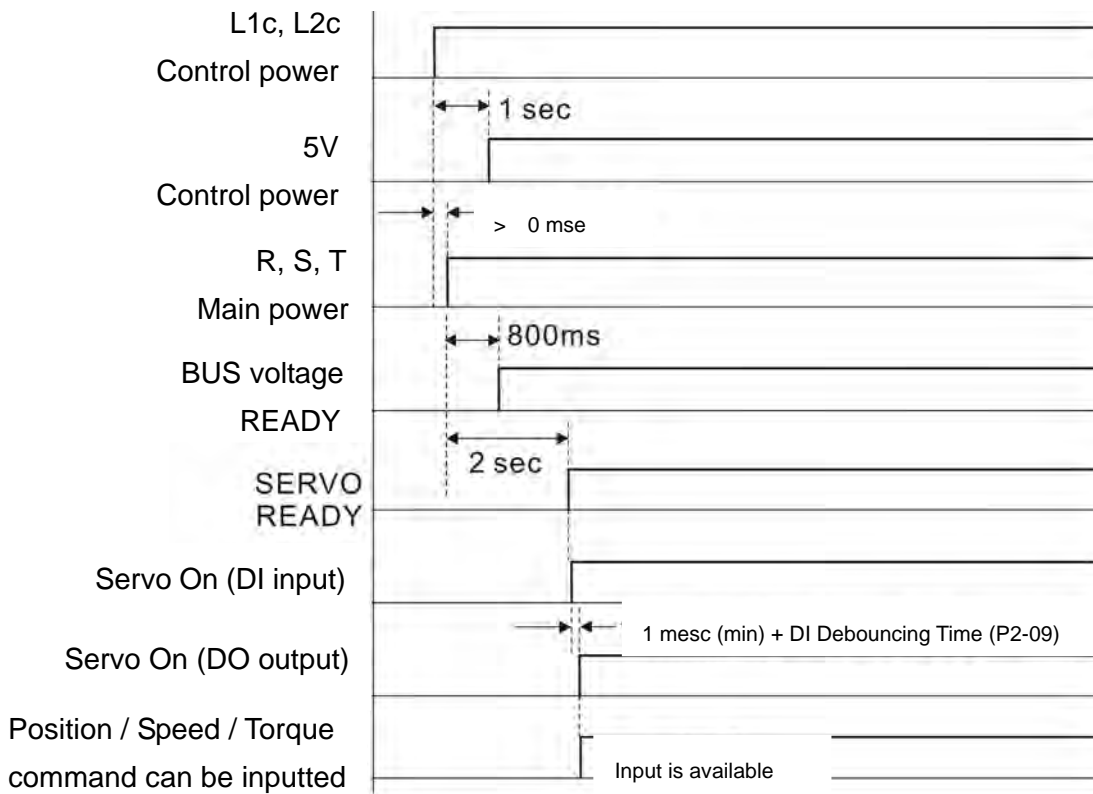 L1c, L2c
Control power
1 sec
5V
Control power
> 0 mse
R, S, T
Main power
800ms
BUS voltage
READY
2 sec
SERVO
READY
Servo On (DI input)
1 mesc (min) + DI Debouncing Time (P2-09)
Servo On (DO output)
Position / Speed / Torque
command can be inputted
Input is available